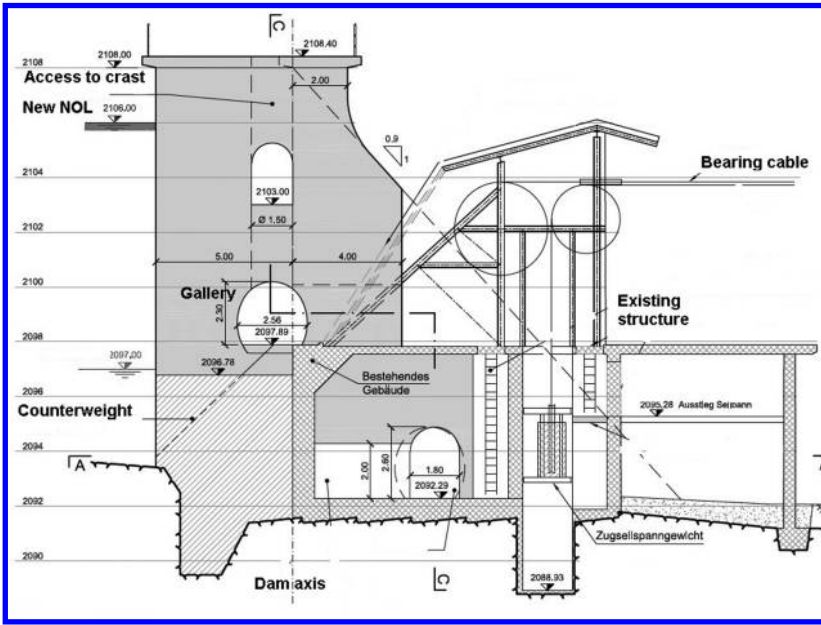 C
2108.00
2108.40
2108
Access to crast
2.00
New NOL
2106.00
2106
0.9
1
Bearing cable
2104
2103.00
Ø 1,50
2102
5.00
4.00
2100
Gallery
2.30
2.56
Existing
structure
2097.89
2098
2097,00
2096.78
Bestehendes
Gebäude
2096
Counterweight
2095.28 Ausstieg Seilbahn
2094
A
2.00
2.60
1.80
2092.29
2092
Zugseilspanngewicht
2090
2088.93
Dam axis
C